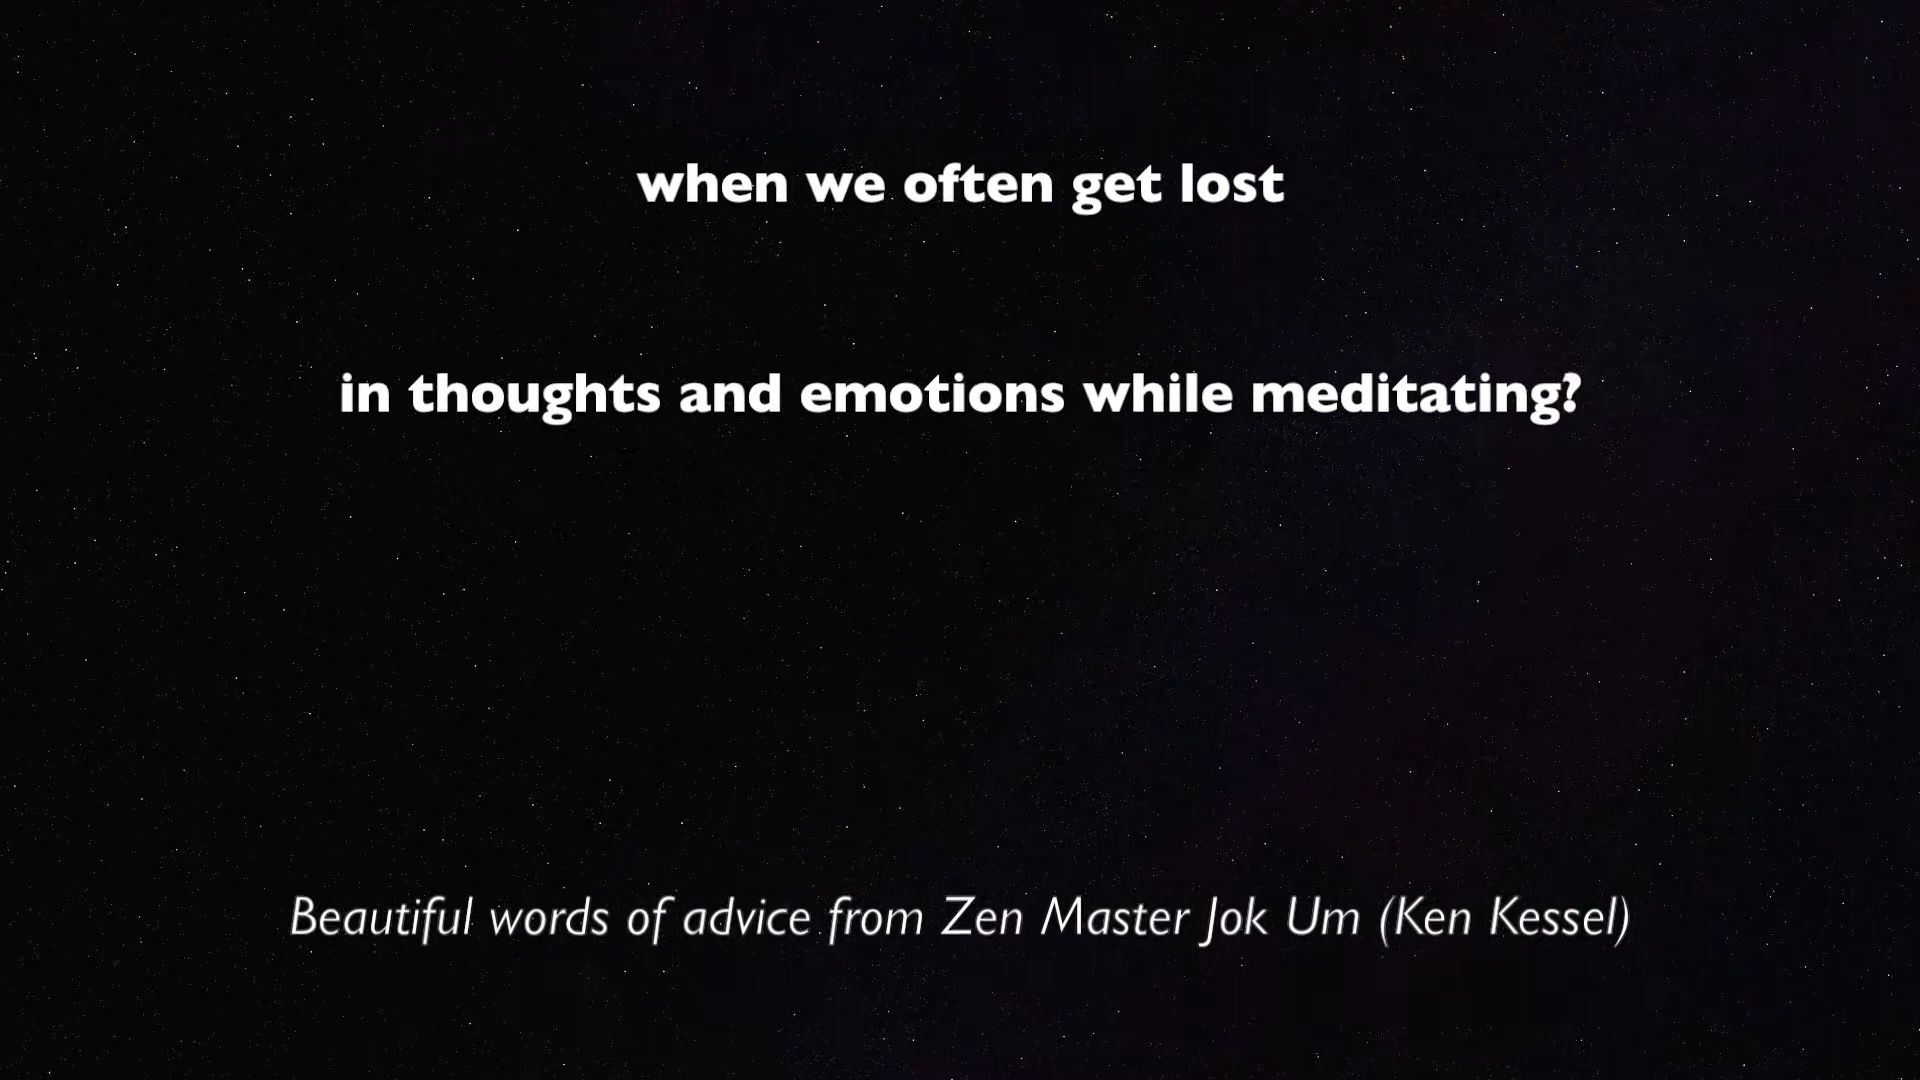 when we often get lost
in thoughts and emotions while meditating?
Beautiful words of advice from Zen Master Jok Um (Ken Kessel)